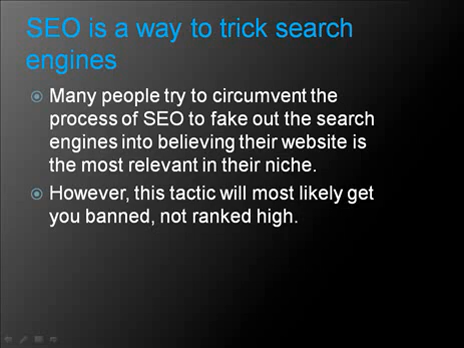 SEO is a way to trick search
engines
Many people try to circumvent the
process of SEO to fake out the search
engines into believing their website is
the most relevant in their niche.
However, this tactic will most likely get
you banned, not ranked high.